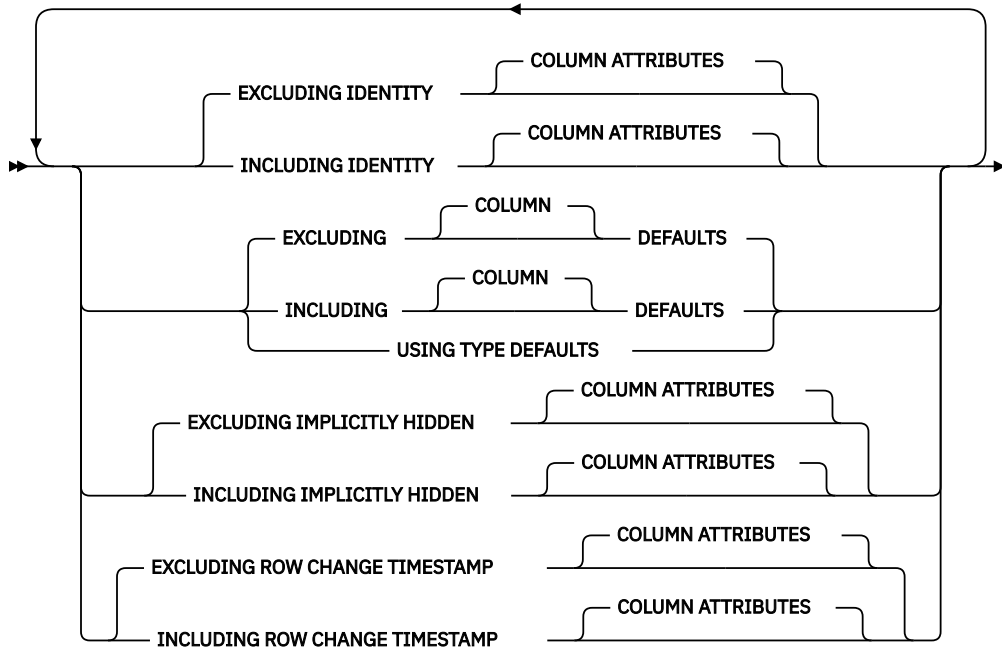 COLUMN ATTRIBUTES
EXCLUDING IDENTITY
COLUMN ATTRIBUTES
INCLUDING IDENTITY
COLUMN
EXCLUDING DEFAULTS
COLUMN
INCLUDING DEFAULTS
USING TYPE DEFAULTS
COLUMN ATTRIBUTES
EXCLUDING IMPLICITLY HIDDEN
COLUMN ATTRIBUTES
INCLUDING IMPLICITLY HIDDEN
COLUMN ATTRIBUTES
EXCLUDING ROW CHANGE TIMESTAMP
COLUMN ATTRIBUTES
INCLUDING ROW CHANGE TIMESTAMP